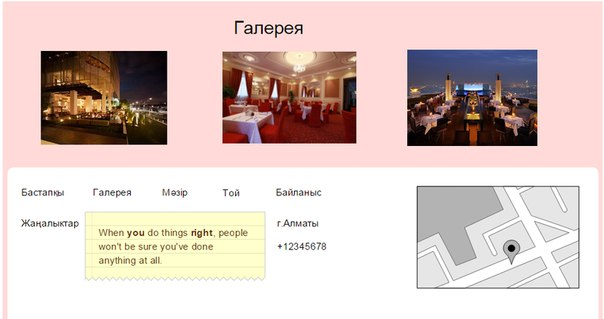 Галерея
Бастапқы Галерея Мәзір Той Байланыс
Жаңалықтар
When you do things right, people
won't be sure you've done
anything at all.
г.Алматы
+12345678